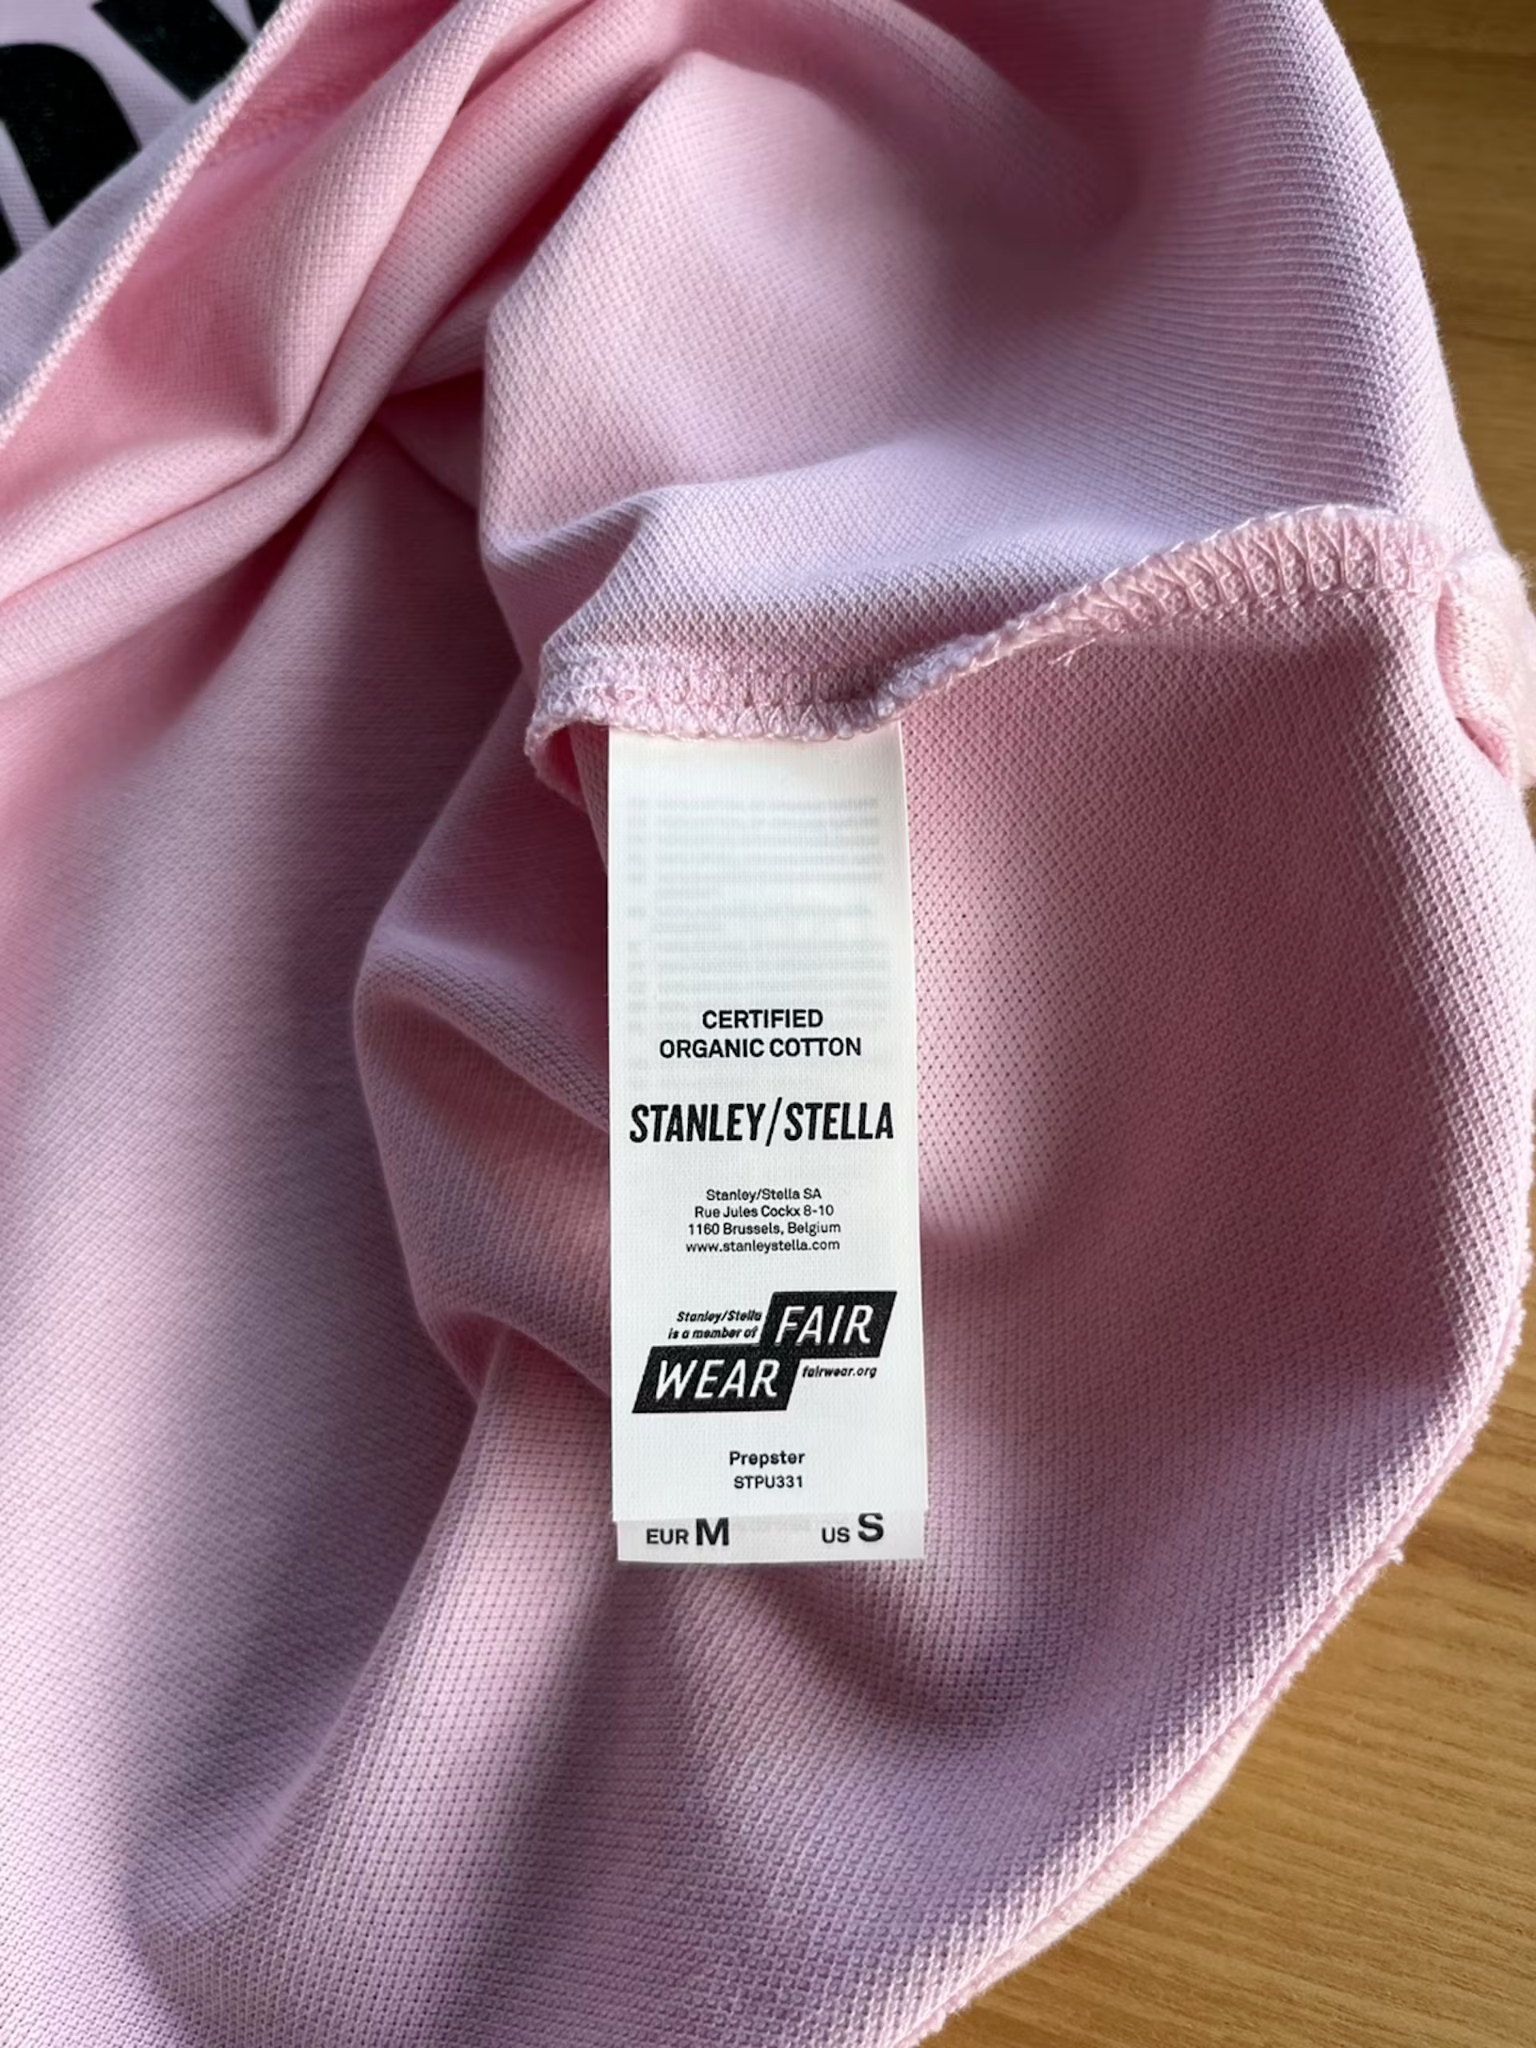 CERTIFIED
ORGANIC COTTON
STANLEY/STELLA
Stanley/Stella SA
Rue Jules Cockx 8-10
1160 Brussels, Belgium
www.stanleystella.com
Stanley/Stella
is a member of
FAIR
WEAR
fairwear.org
Prepster
STPU331
EUR M US S